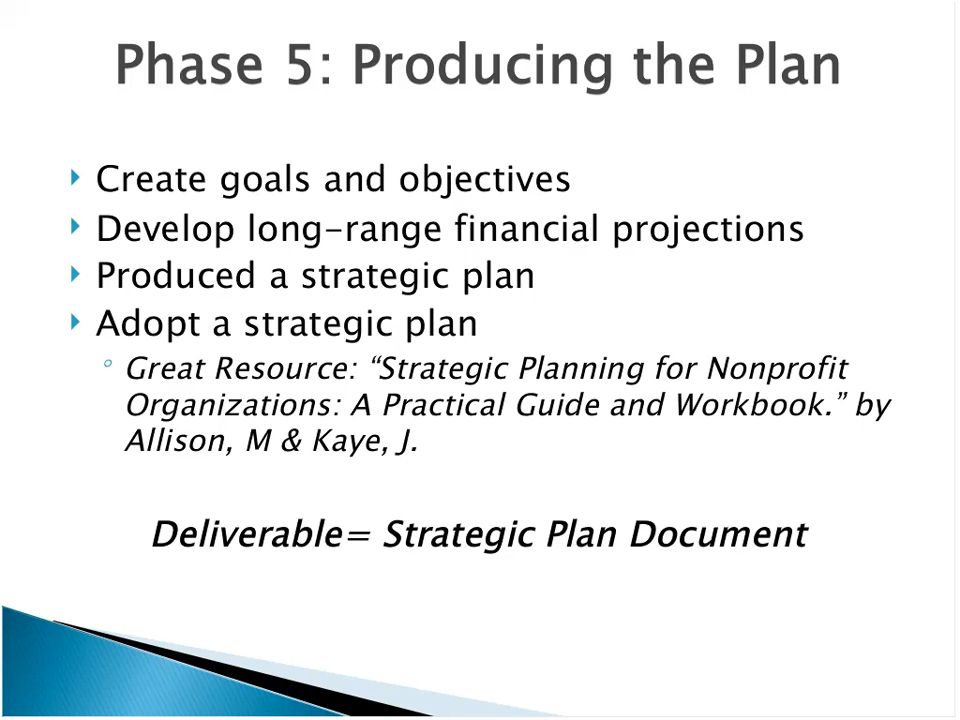 Phase 5: Producing the Plan
Create goals and objectives
Develop long-range financial projections
Produced a strategic plan
Adopt a strategic plan
Great Resource: “Strategic Planning for Nonprofit
Organizations: A Practical Guide and Workbook.” by
Allison, M & Kaye, J.
Deliverable= Strategic Plan Document